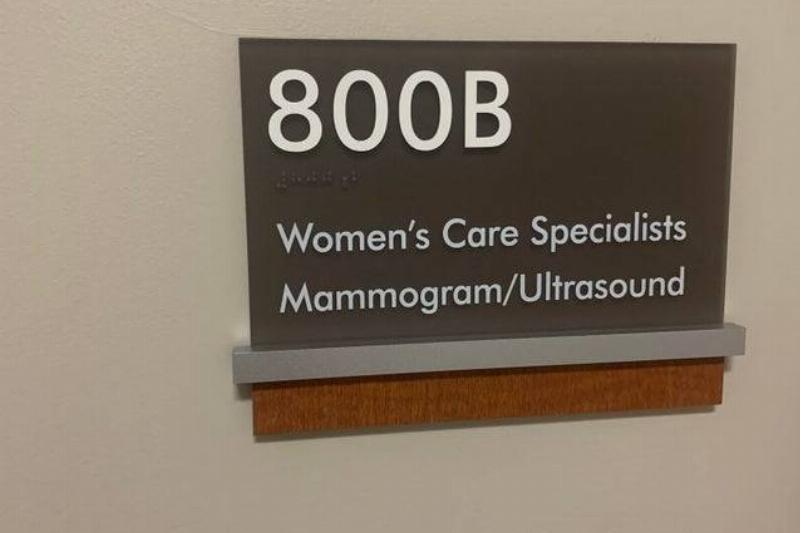 800B
Women's Care Specialists
Mammogram/Ultrasound